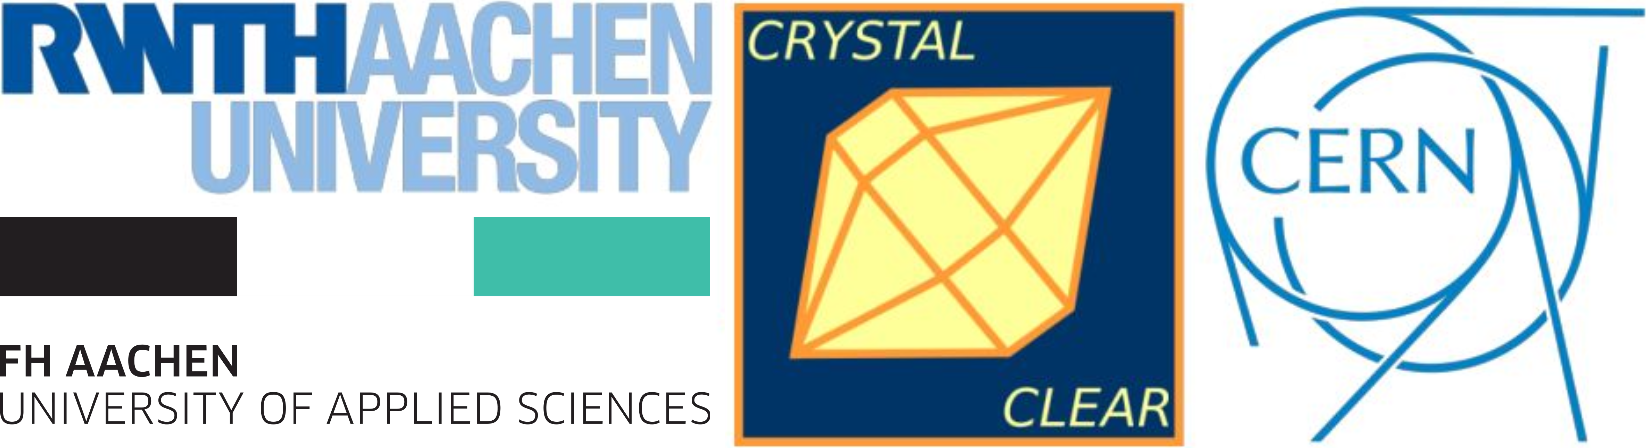 RWTHAACHEN
UNIVERSITY
FH AACHEN
UNIVERSITY OF APPLIED SCIENCES
CRYSTAL
CLEAR
CERN